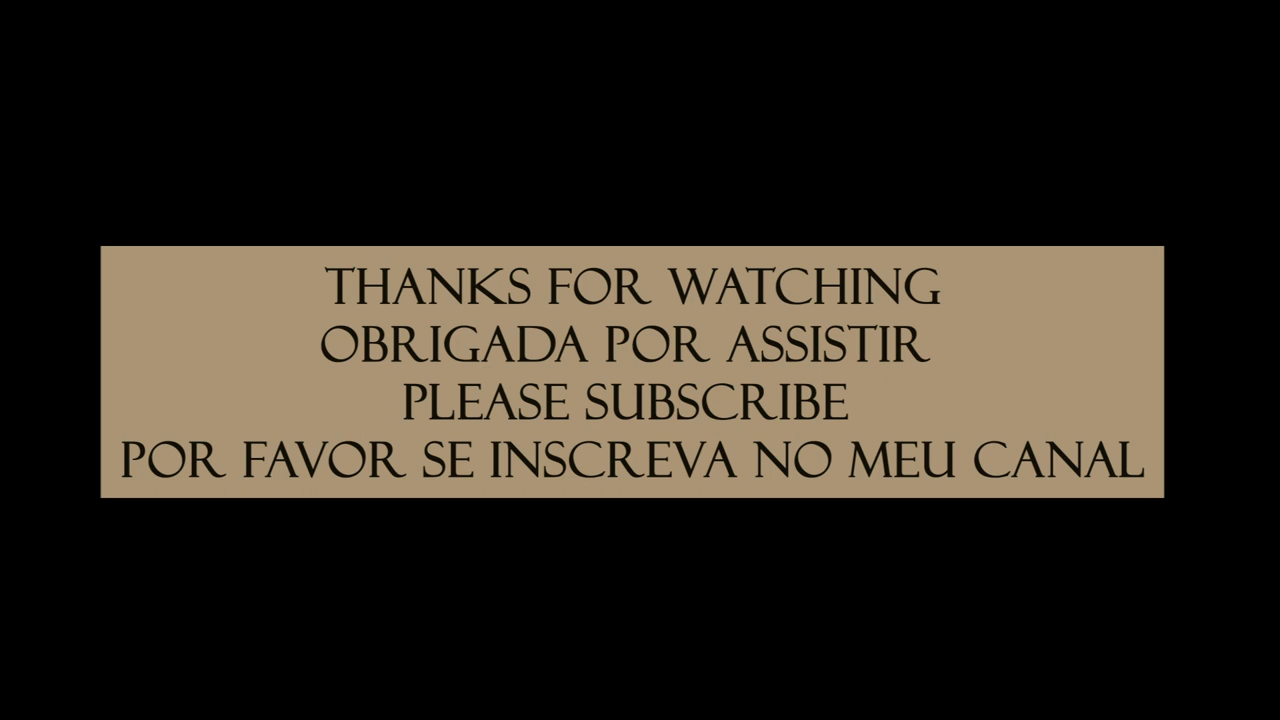 THANKS FOR WATCHING
OBRIGADA POR ASSISTIR
PLEASE SUBSCRIBE
POR FAVOR SE INSCREVA NO MEU CANAL